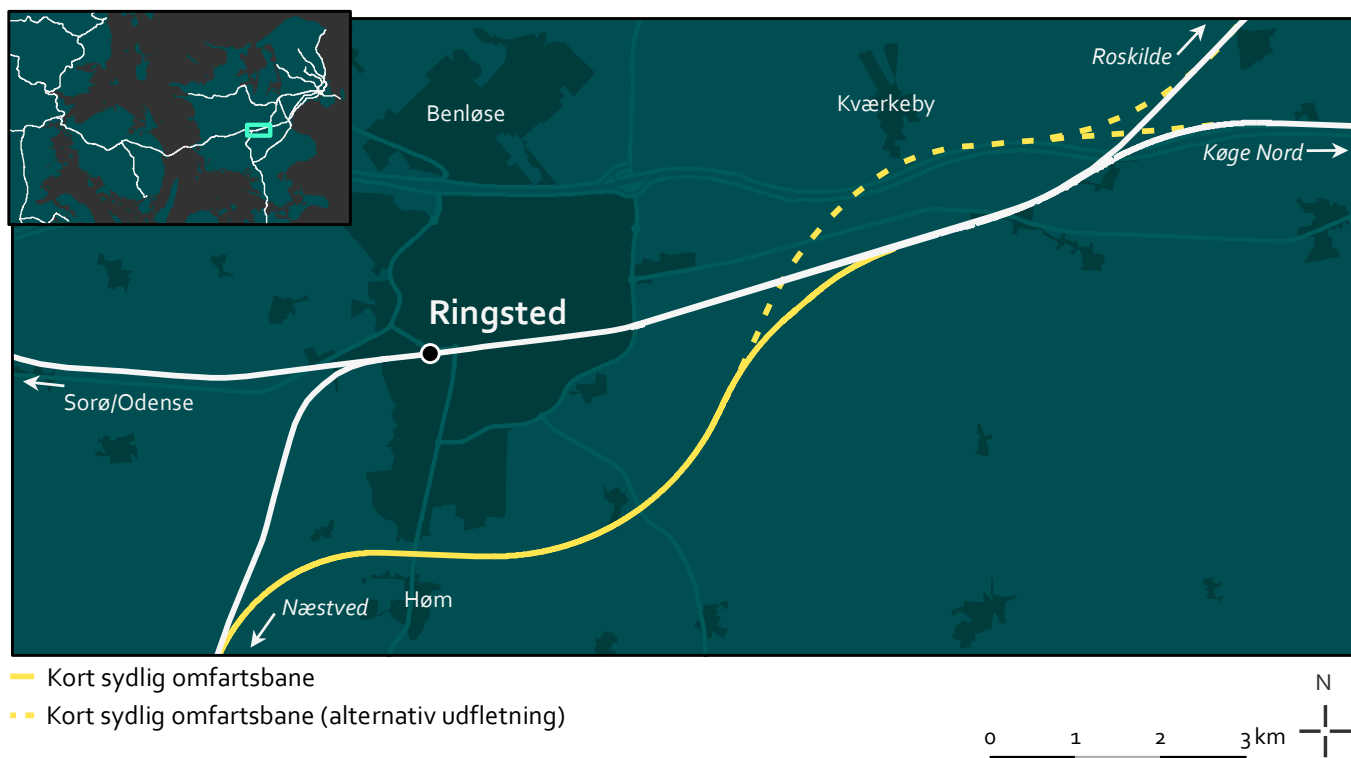 Roskilde
Benløse
Kværkeby
Køge Nord
Ringsted
Sorø/Odense
Næstved
Høm
Kort sydlig omfartsbane
Kort sydlig omfartsbane (alternativ udfletning)
N
0 1 2 3 km